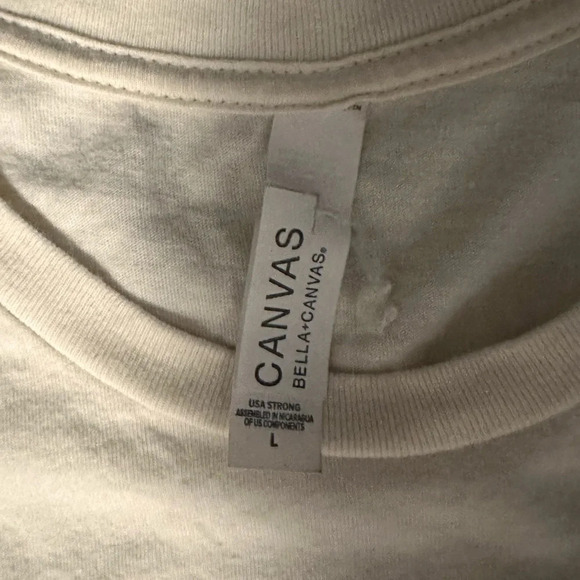 CANVAS
BELLA+CANVAS®
USA STRONG
ASSEMBLED IN NICARAGUA
OF US COMPONENTS
L